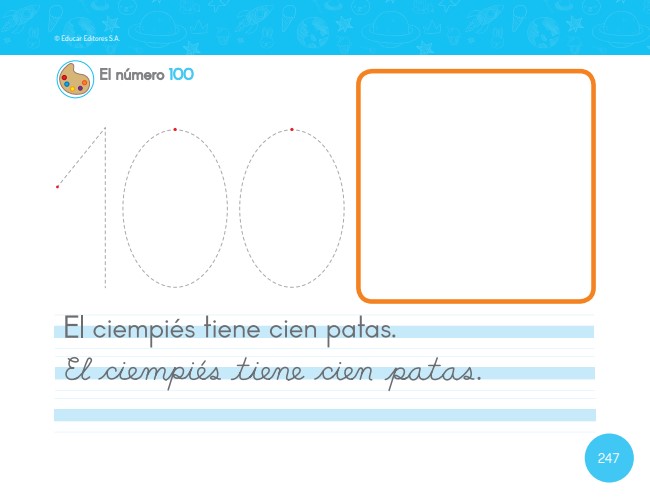 © Educar Editores S.A.
El número 100
100
El ciempiés tiene cien patas.
El ciempiés tiene cien patas.
247